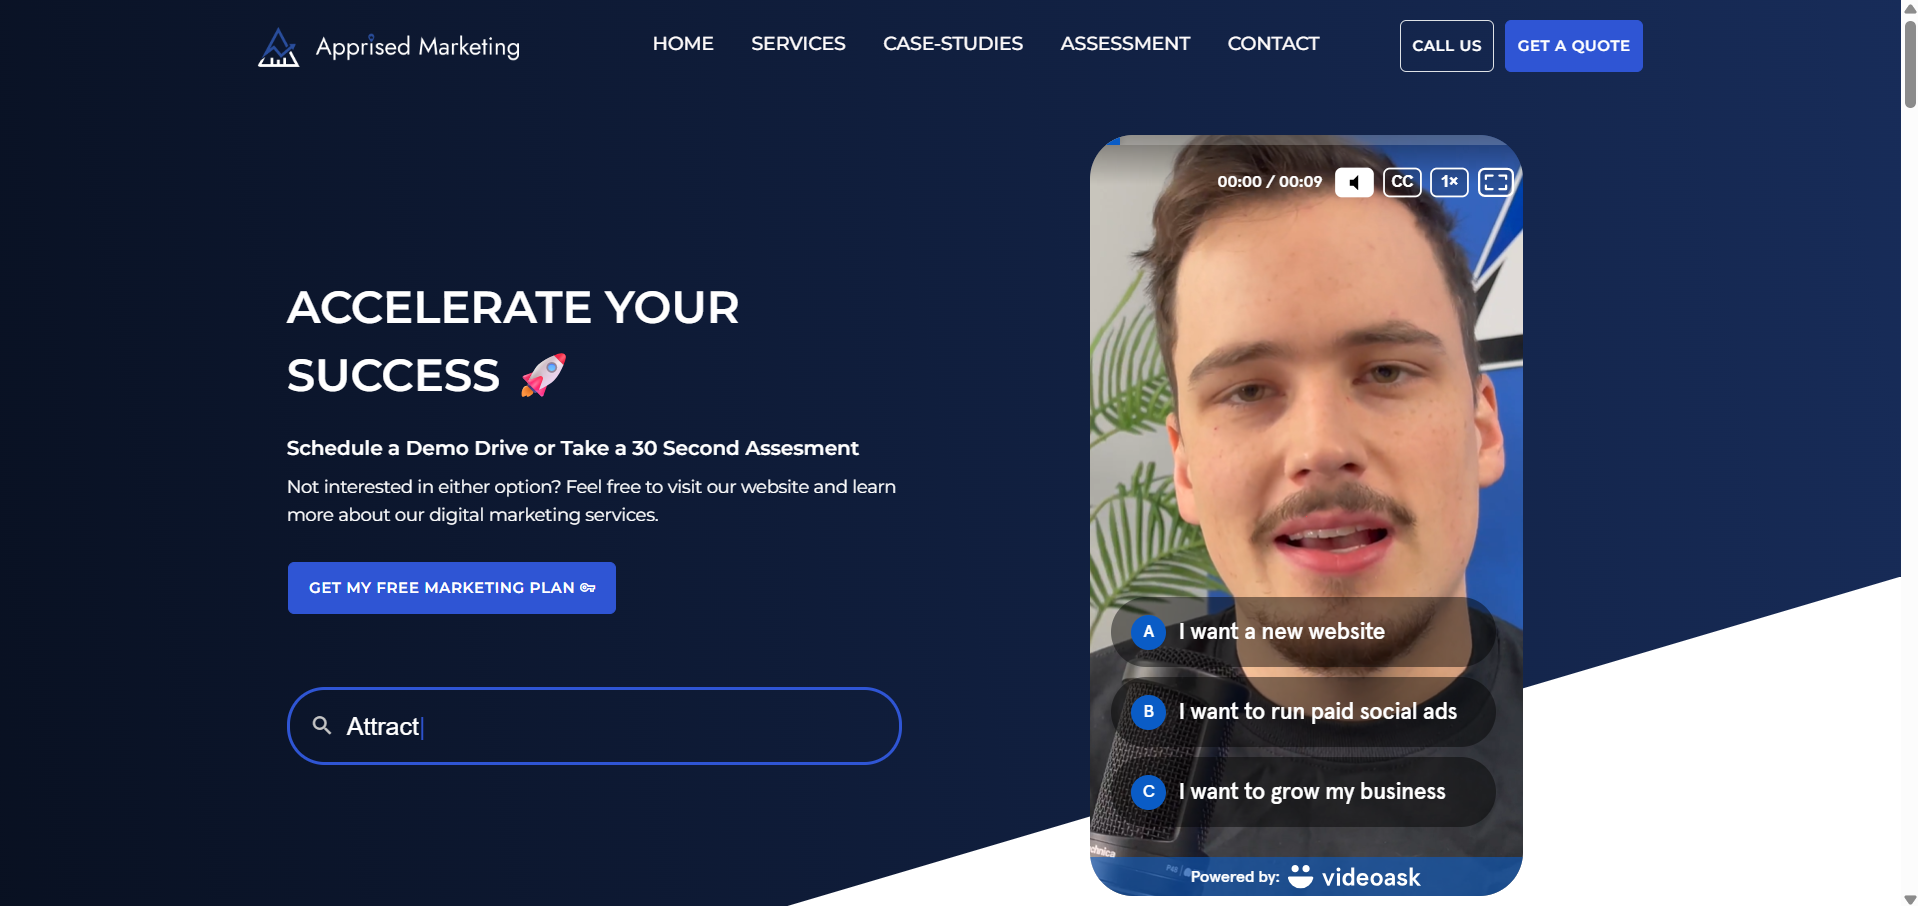 Apprised Marketing
HOME SERVICES CASE-STUDIES ASSESSMENT CONTACT
CALL US
GET A QUOTE
ACCELERATE YOUR
SUCCESS 🚀
Schedule a Demo Drive or Take a 30 Second Assesment
Not interested in either option? Feel free to visit our website and learn
more about our digital marketing services.
GET MY FREE MARKETING PLAN
Attract
00:00 / 00:09
CC
1×
A I want a new website
B I want to run paid social ads
C I want to grow my business
Powered by: videoask